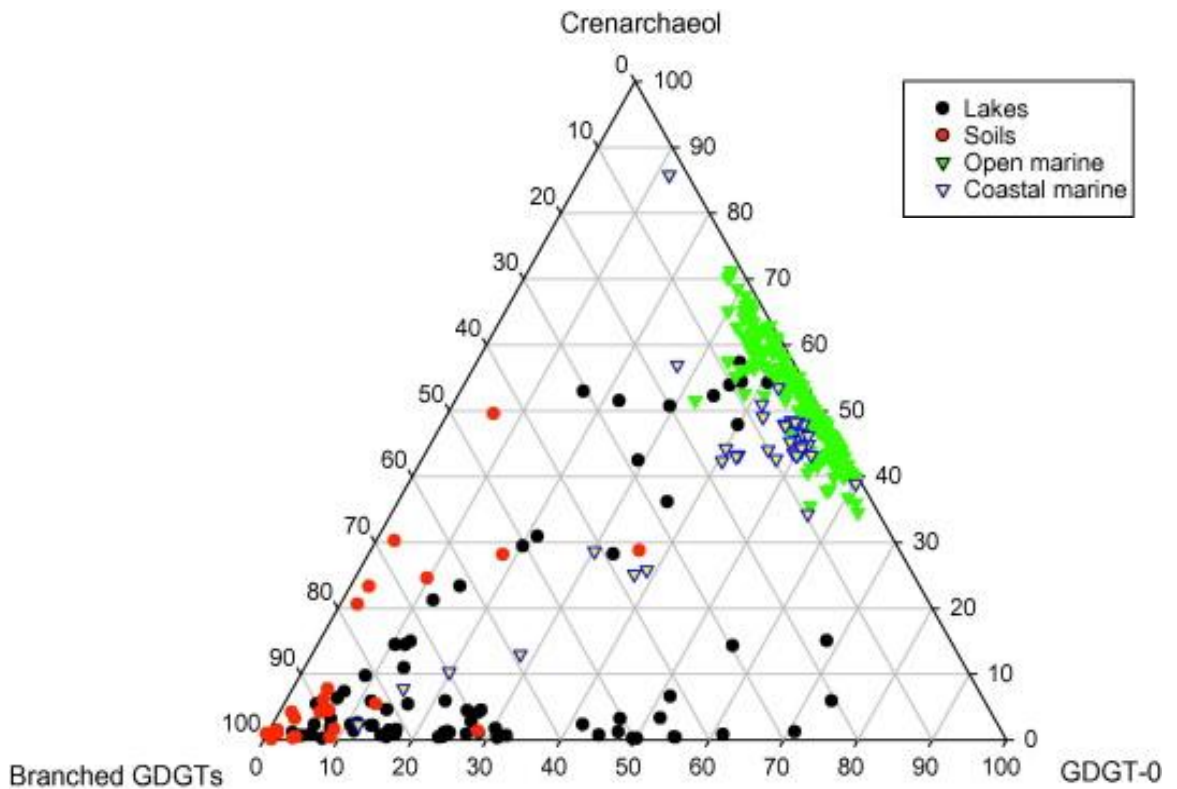 Crenarchaeol
0 100
10 90
20 80
30 70
40 60
50 50
60 40
70 30
80 20
90 10
100 0
0 10 20 30 40 50 60 70 80 90 100
Branched GDGTs
GDGT-0
Lakes
Soils
Open marine
Coastal marine